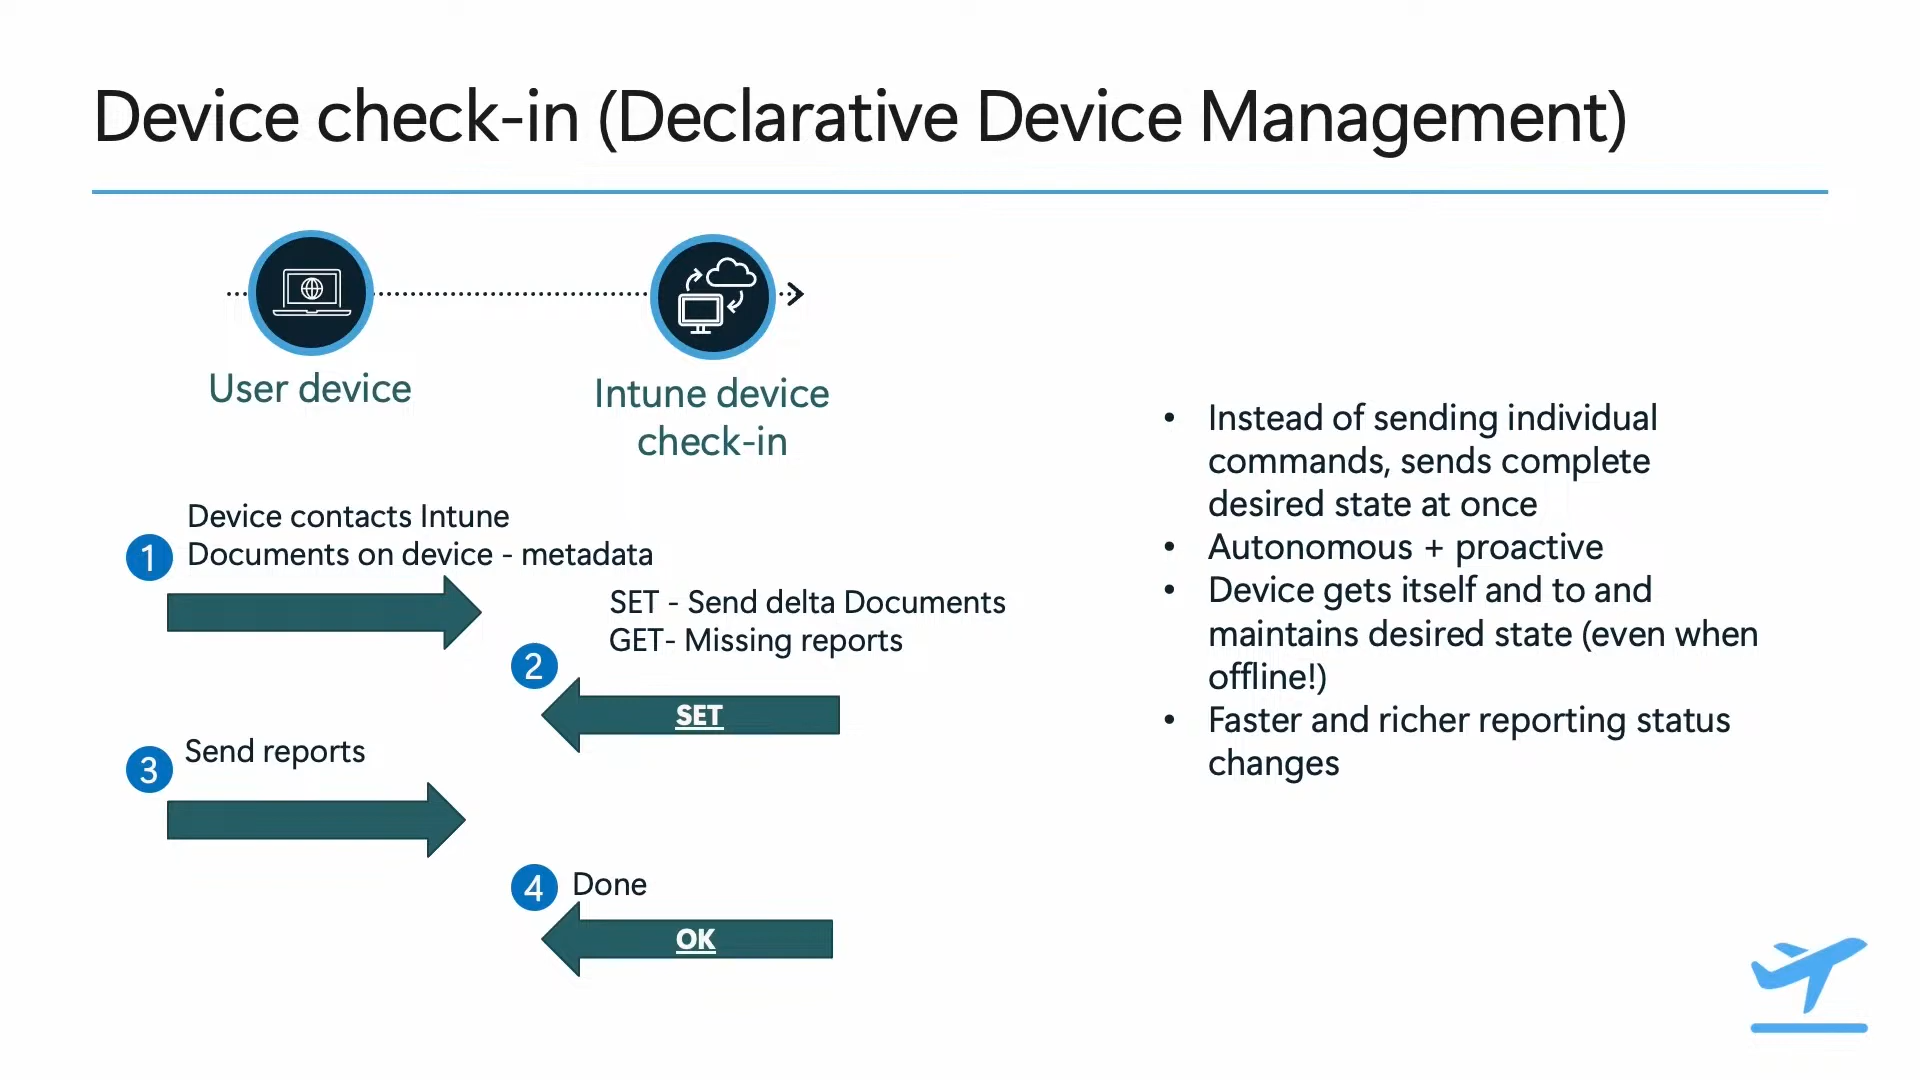 Device check-in (Declarative Device Management)
User device
Intune device
check-in
1
Device contacts Intune
Documents on device - metadata
SET - Send delta Documents
GET- Missing reports
2
SET
3
Send reports
4
Done
OK
• Instead of sending individual
commands, sends complete
desired state at once
• Autonomous + proactive
• Device gets itself and to and
maintains desired state (even when
offline!)
• Faster and richer reporting status
changes